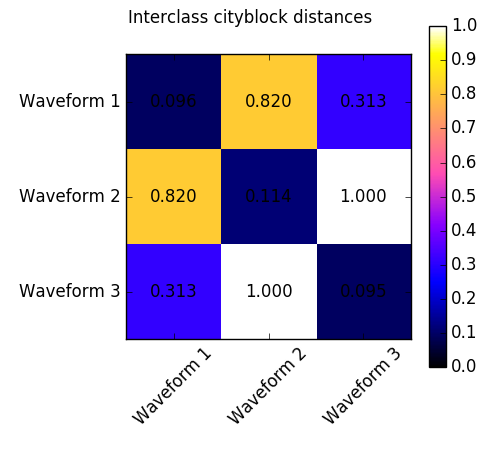 Interclass cityblock distances
Waveform 1 0.096 0.820 0.313
Waveform 2 0.820 0.114 1.000
Waveform 3 0.313 1.000 0.095
Waveform 1 Waveform 2 Waveform 3
1.0
0.9
0.8
0.7
0.6
0.5
0.4
0.3
0.2
0.1
0.0